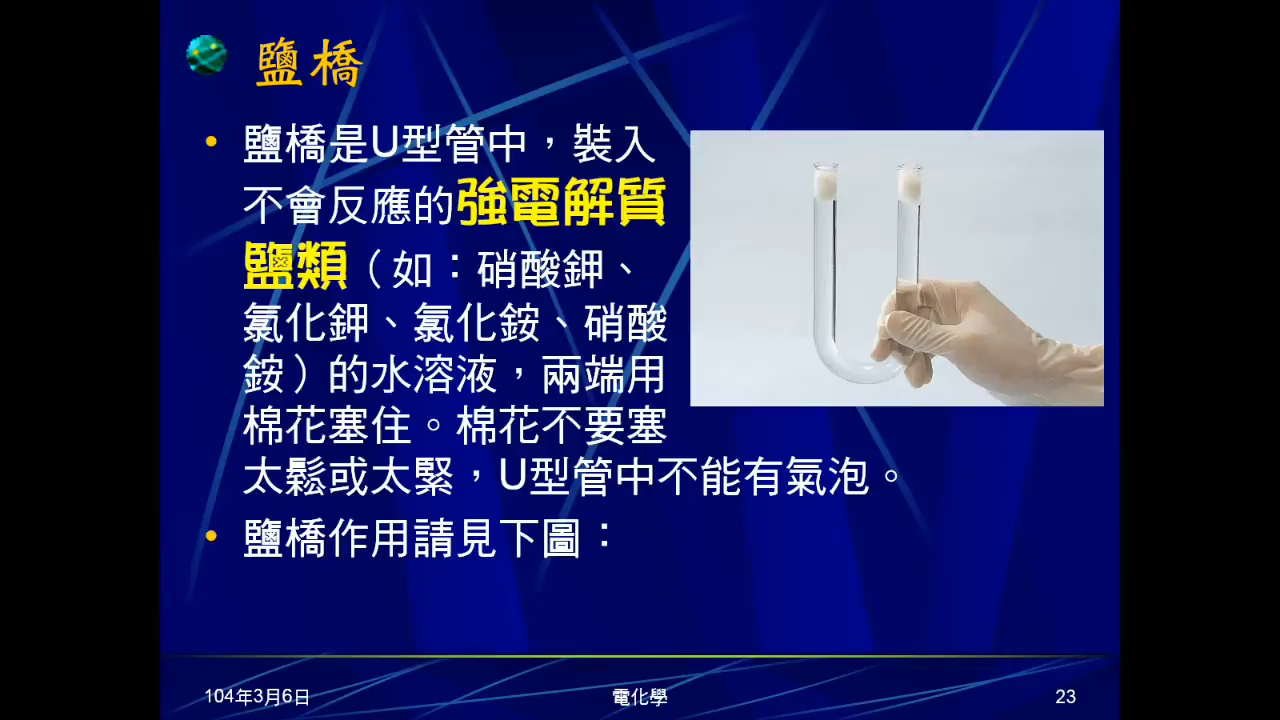 鹽橋
• 鹽橋是U型管中，裝入
不會反應的強電解質
鹽類（如：硝酸鉀、
氯化鉀、氯化銨、硝酸
銨）的水溶液，兩端用
棉花塞住。棉花不要塞
太鬆或太緊，U型管中不能有氣泡。
• 鹽橋作用請見下圖：
104年3月6日
電化學
23